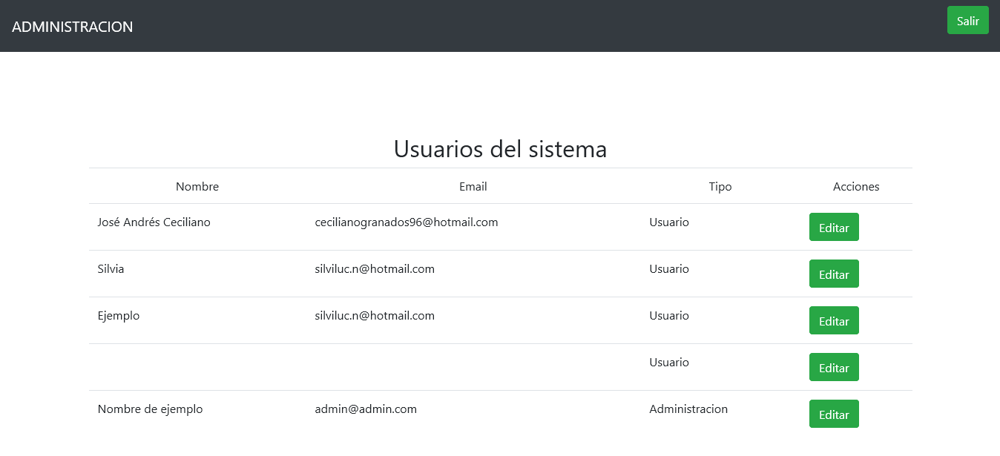 ADMINISTRACION Salir
Usuarios del sistema
Nombre Email Tipo Acciones
José Andrés Ceciliano cecilianogranados96@hotmail.com Usuario Editar
Silvia silviluc.n@hotmail.com Usuario Editar
Ejemplo silviluc.n@hotmail.com Usuario Editar
Usuario Editar
Nombre de ejemplo admin@admin.com Administracion Editar